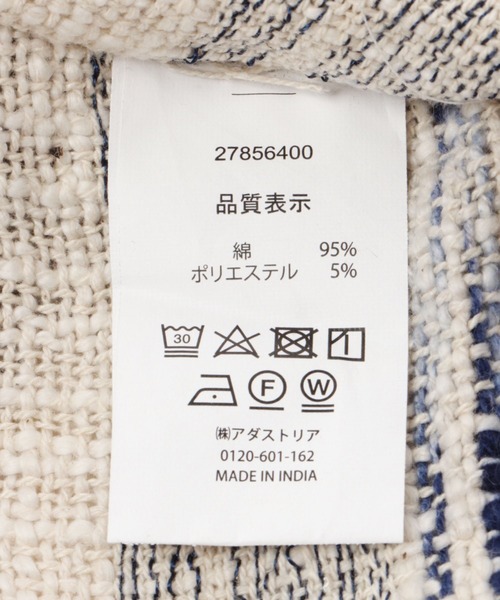 27856400
品質表示
綿 95%
ポリエステル 5%
30
F W
㈱アダストリア
0120-601-162
MADE IN INDIA